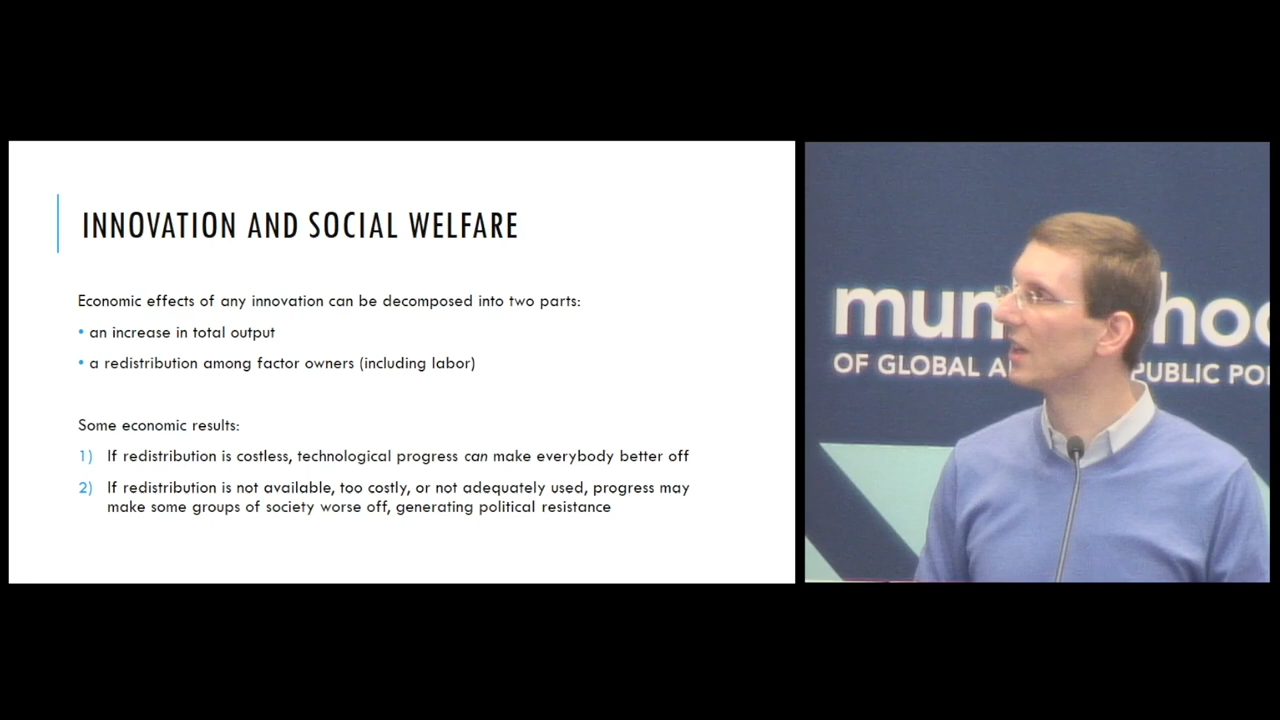 INNOVATION AND SOCIAL WELFARE
Economic effects of any innovation can be decomposed into two parts:
• an increase in total output
• a redistribution among factor owners (including labor)
Some economic results:
1) If redistribution is costless, technological progress can make everybody better off
2) If redistribution is not available, too costly, or not adequately used, progress may
make some groups of society worse off, generating political resistance
OF GLOBAL PUBLIC